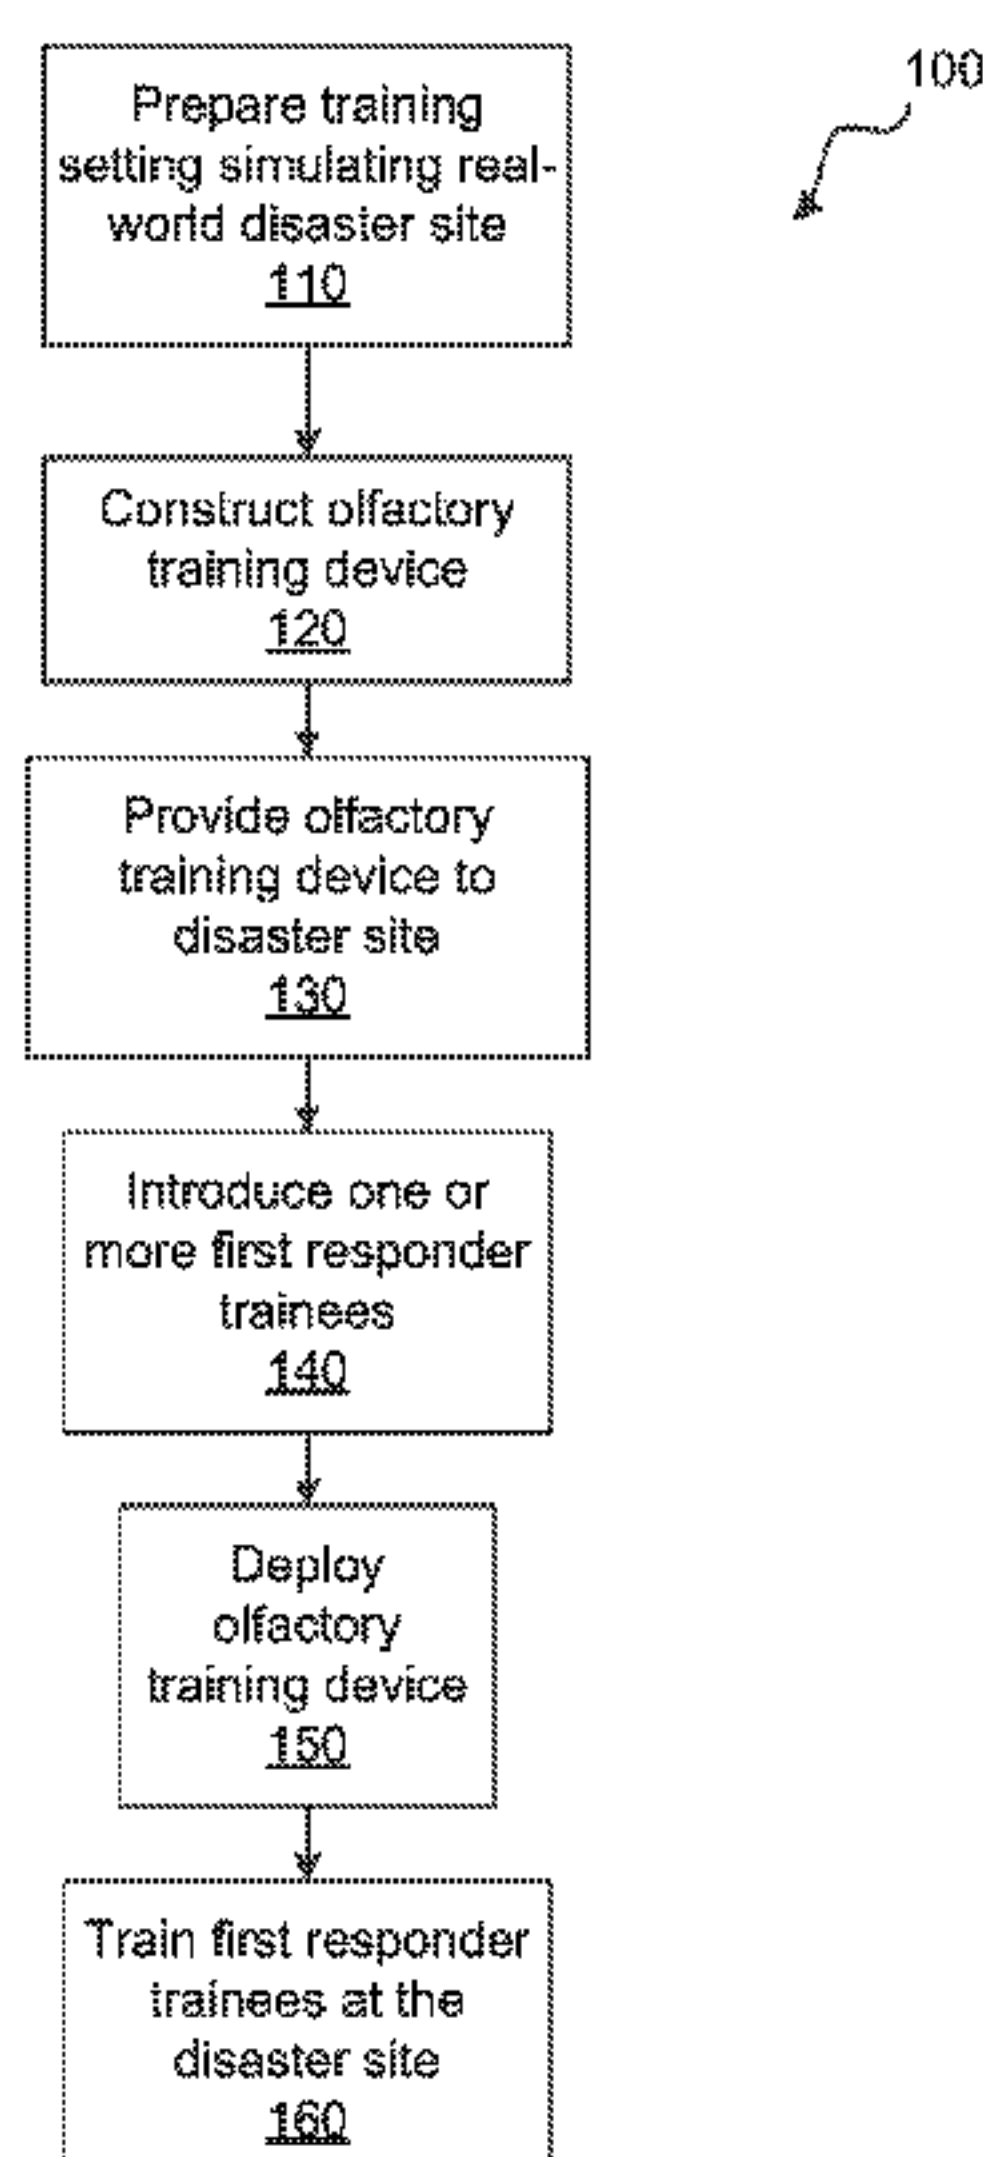 100
Prepare training
setting simulating real-
world disaster site
110
Construct olfactory
training device
120
Provide olfactory
training device to
disaster site
130
Introduce one or
more first responder
trainees
140
Deploy
olfactory
training device
150
Train first responder
trainees at the
disaster site
160